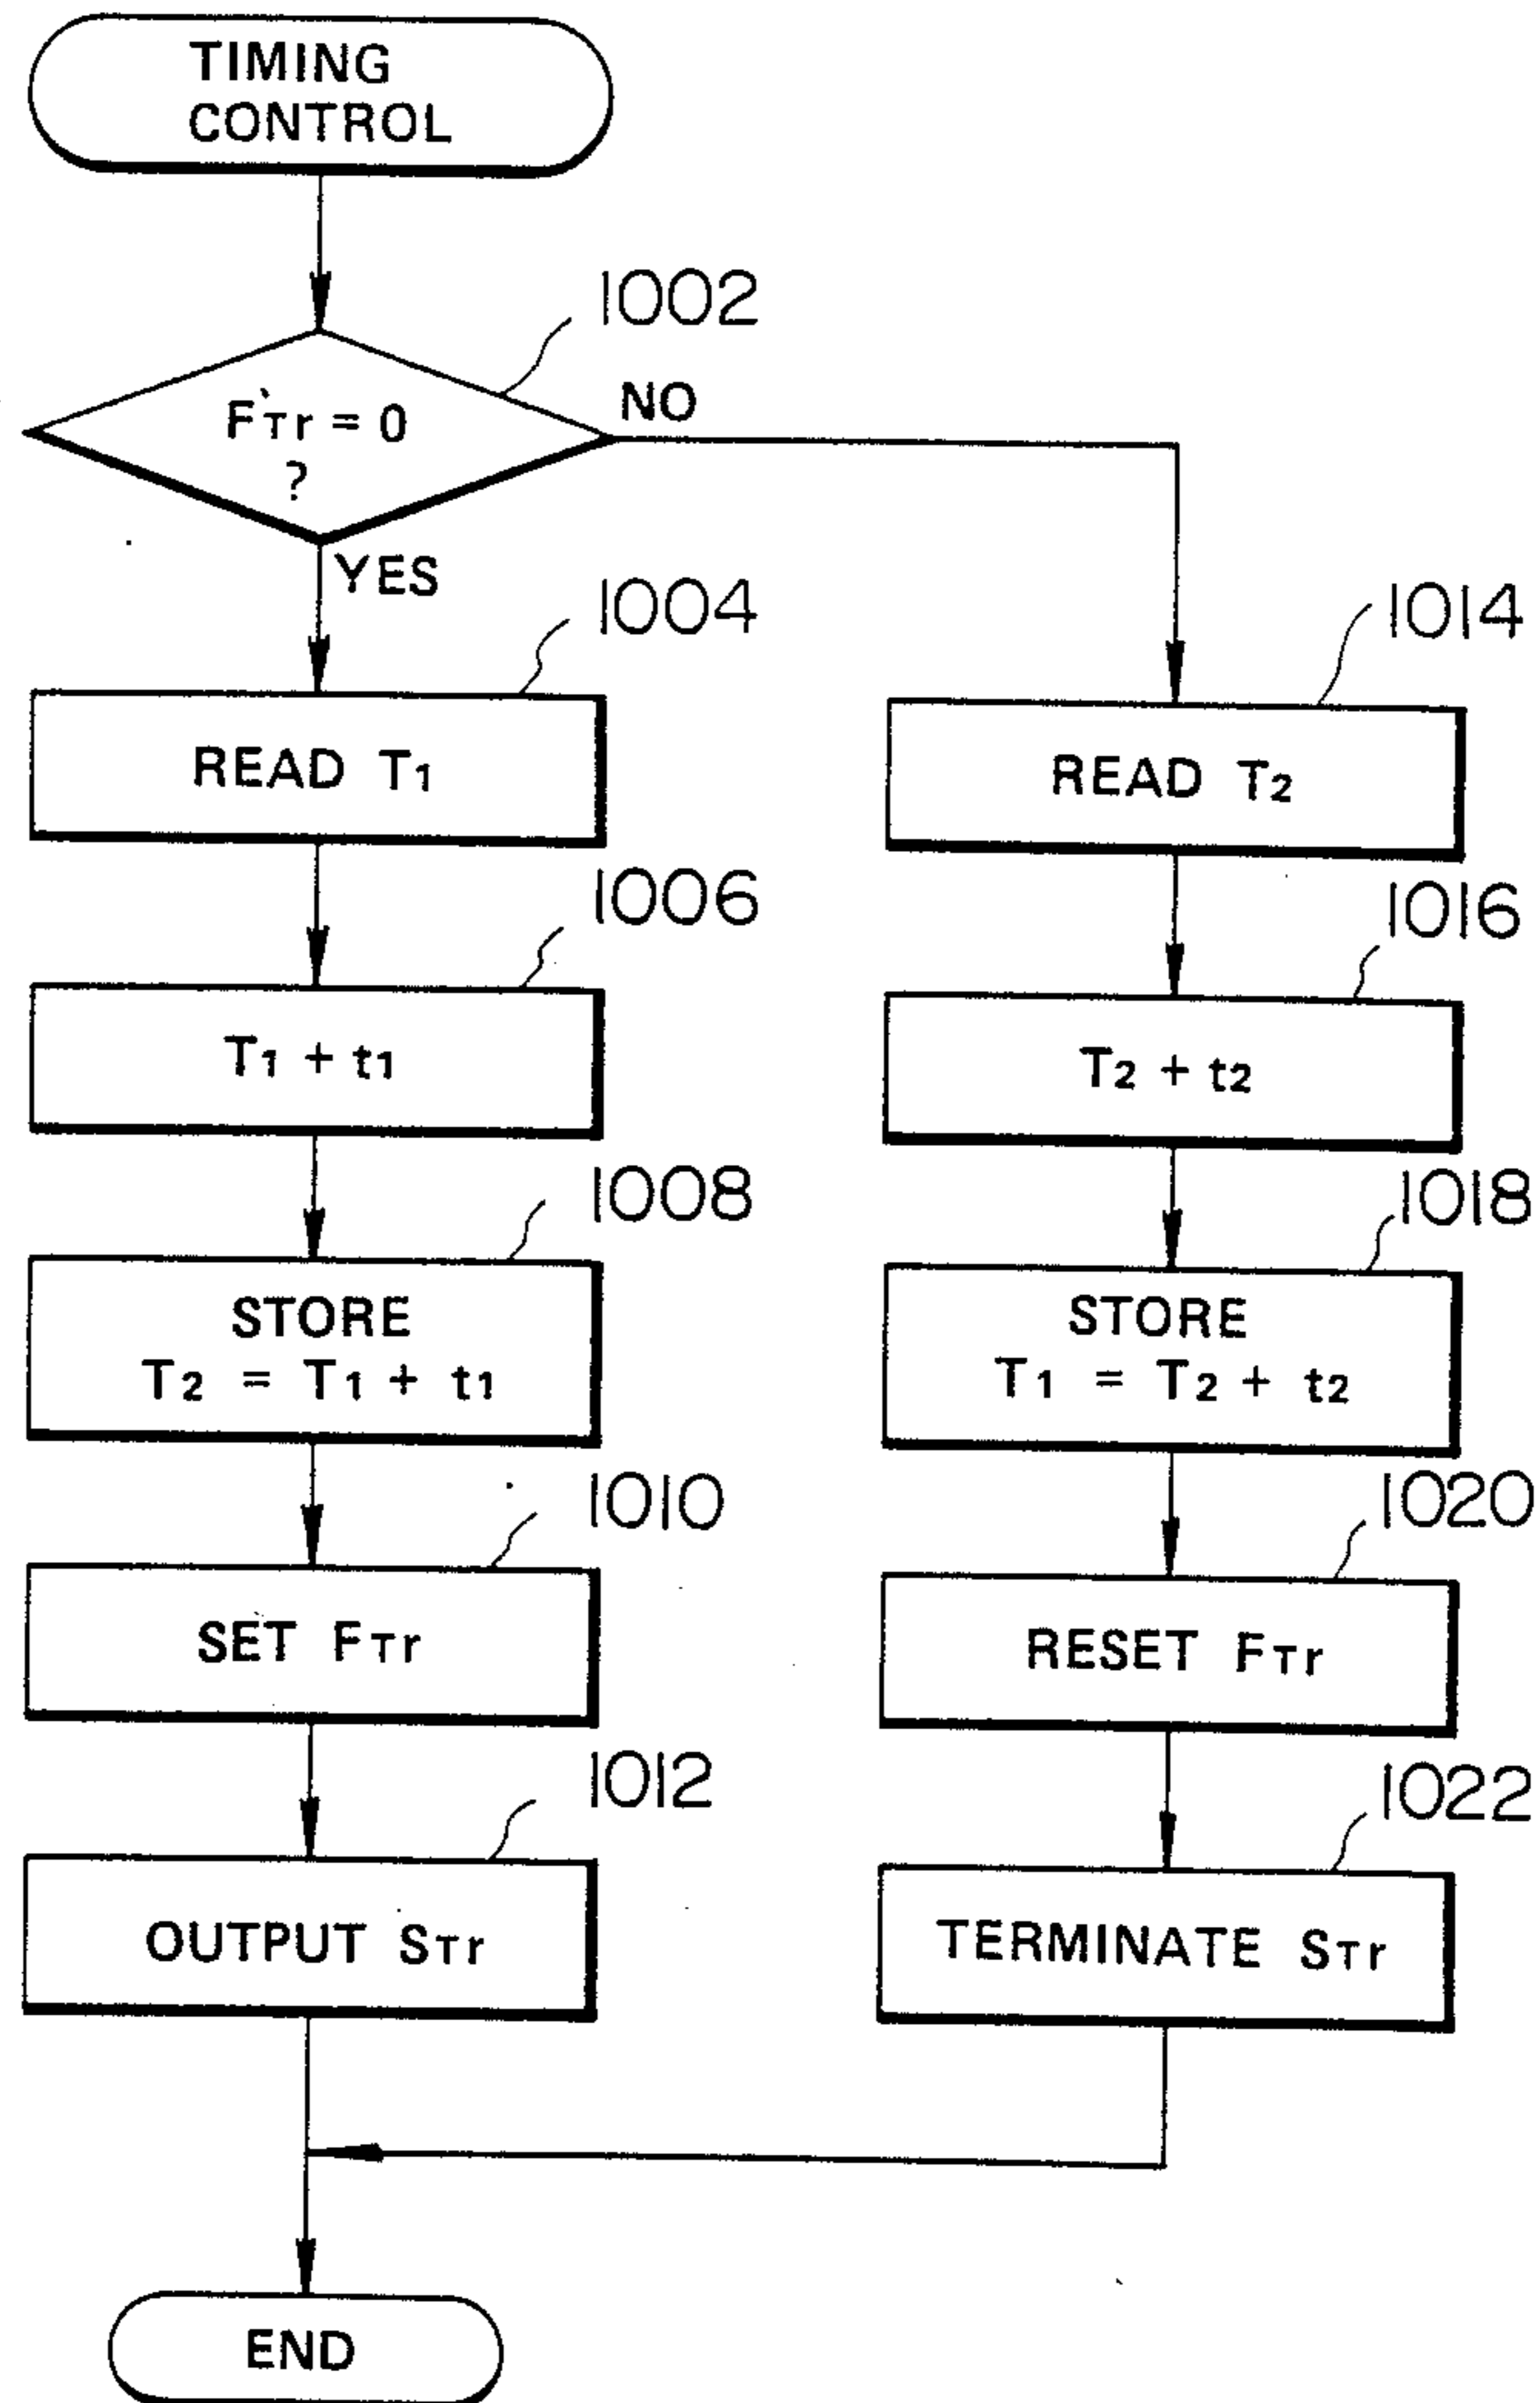 TIMING
CONTROL
1002
FTr = 0
?
NO
YES
1004
READ T1
1006
T1 + t1
1008
STORE
T2 = T1 + t1
1010
SET FTr
1012
OUTPUT STr
1014
READ T2
1016
T2 + t2
1018
STORE
T1 = T2 + t2
1020
RESET FTr
1022
TERMINATE STr
END